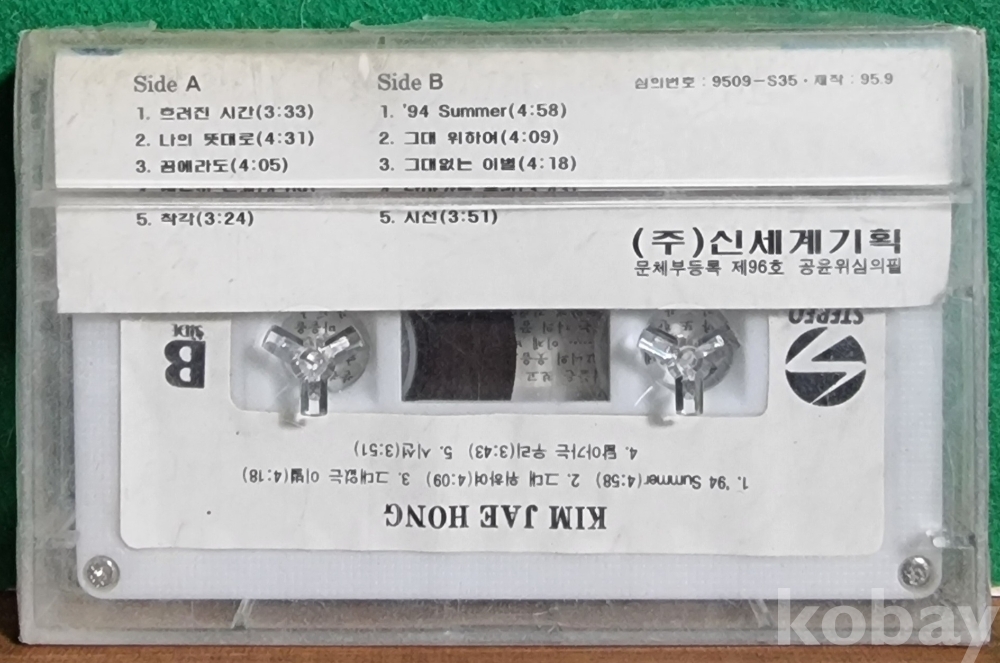 Side A
1. 흐려진 시간(3:33)
2. 나의 뜻대로(4:31)
3. 꿈에라도(4:05)
5. 착각(3:24)
Side B
1. '94 Summer(4:58)
2. 그대 위하여(4:09)
3. 그대없는 이별(4:18)
5. 시선(3:51)
심의번호 : 9509-S35 · 제작 : 95.9
(주)신세계기획
문체부등록 제96호 공윤위심의필
STEREO
B
KIM JAE HONG
1. '94 Summer(4:58) 2. 그대 위하여(4:09) 3. 그대없는 이별(4:18)
4. 닮아가는 우리(3:43) 5. 시선(3:51)
kobay